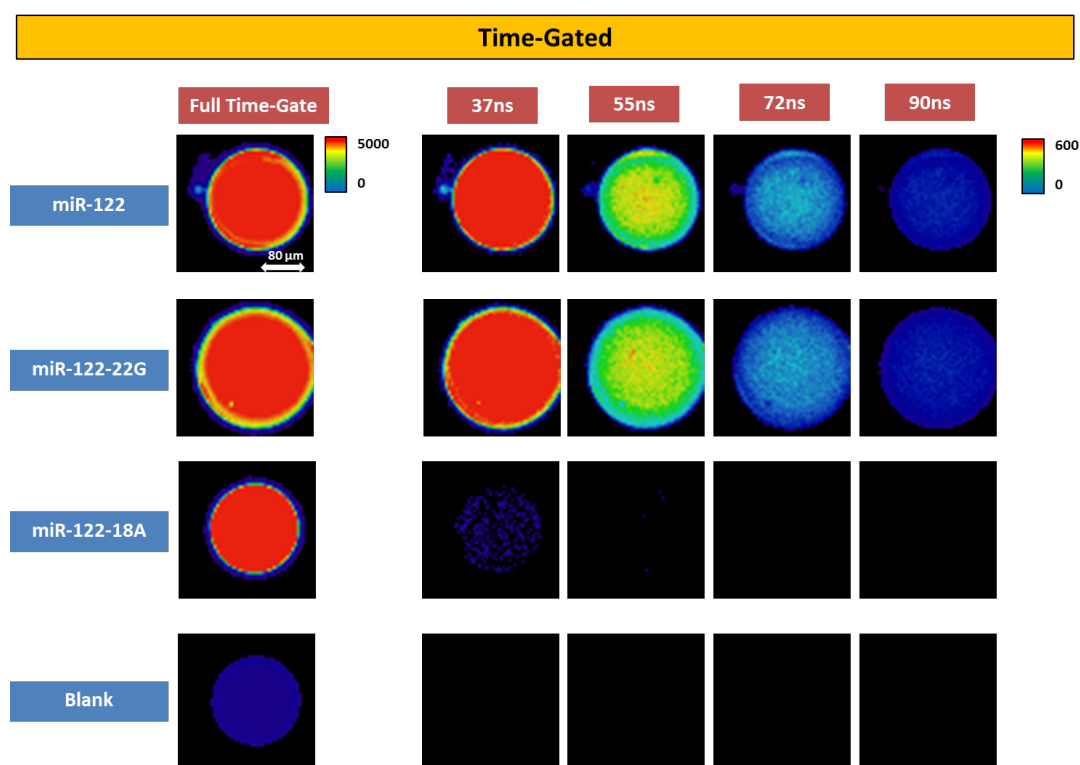 Time-Gated
Full Time-Gate
37ns
55ns
72ns
90ns
5000
0
600
0
miR-122
80 µm
miR-122-22G
miR-122-18A
Blank